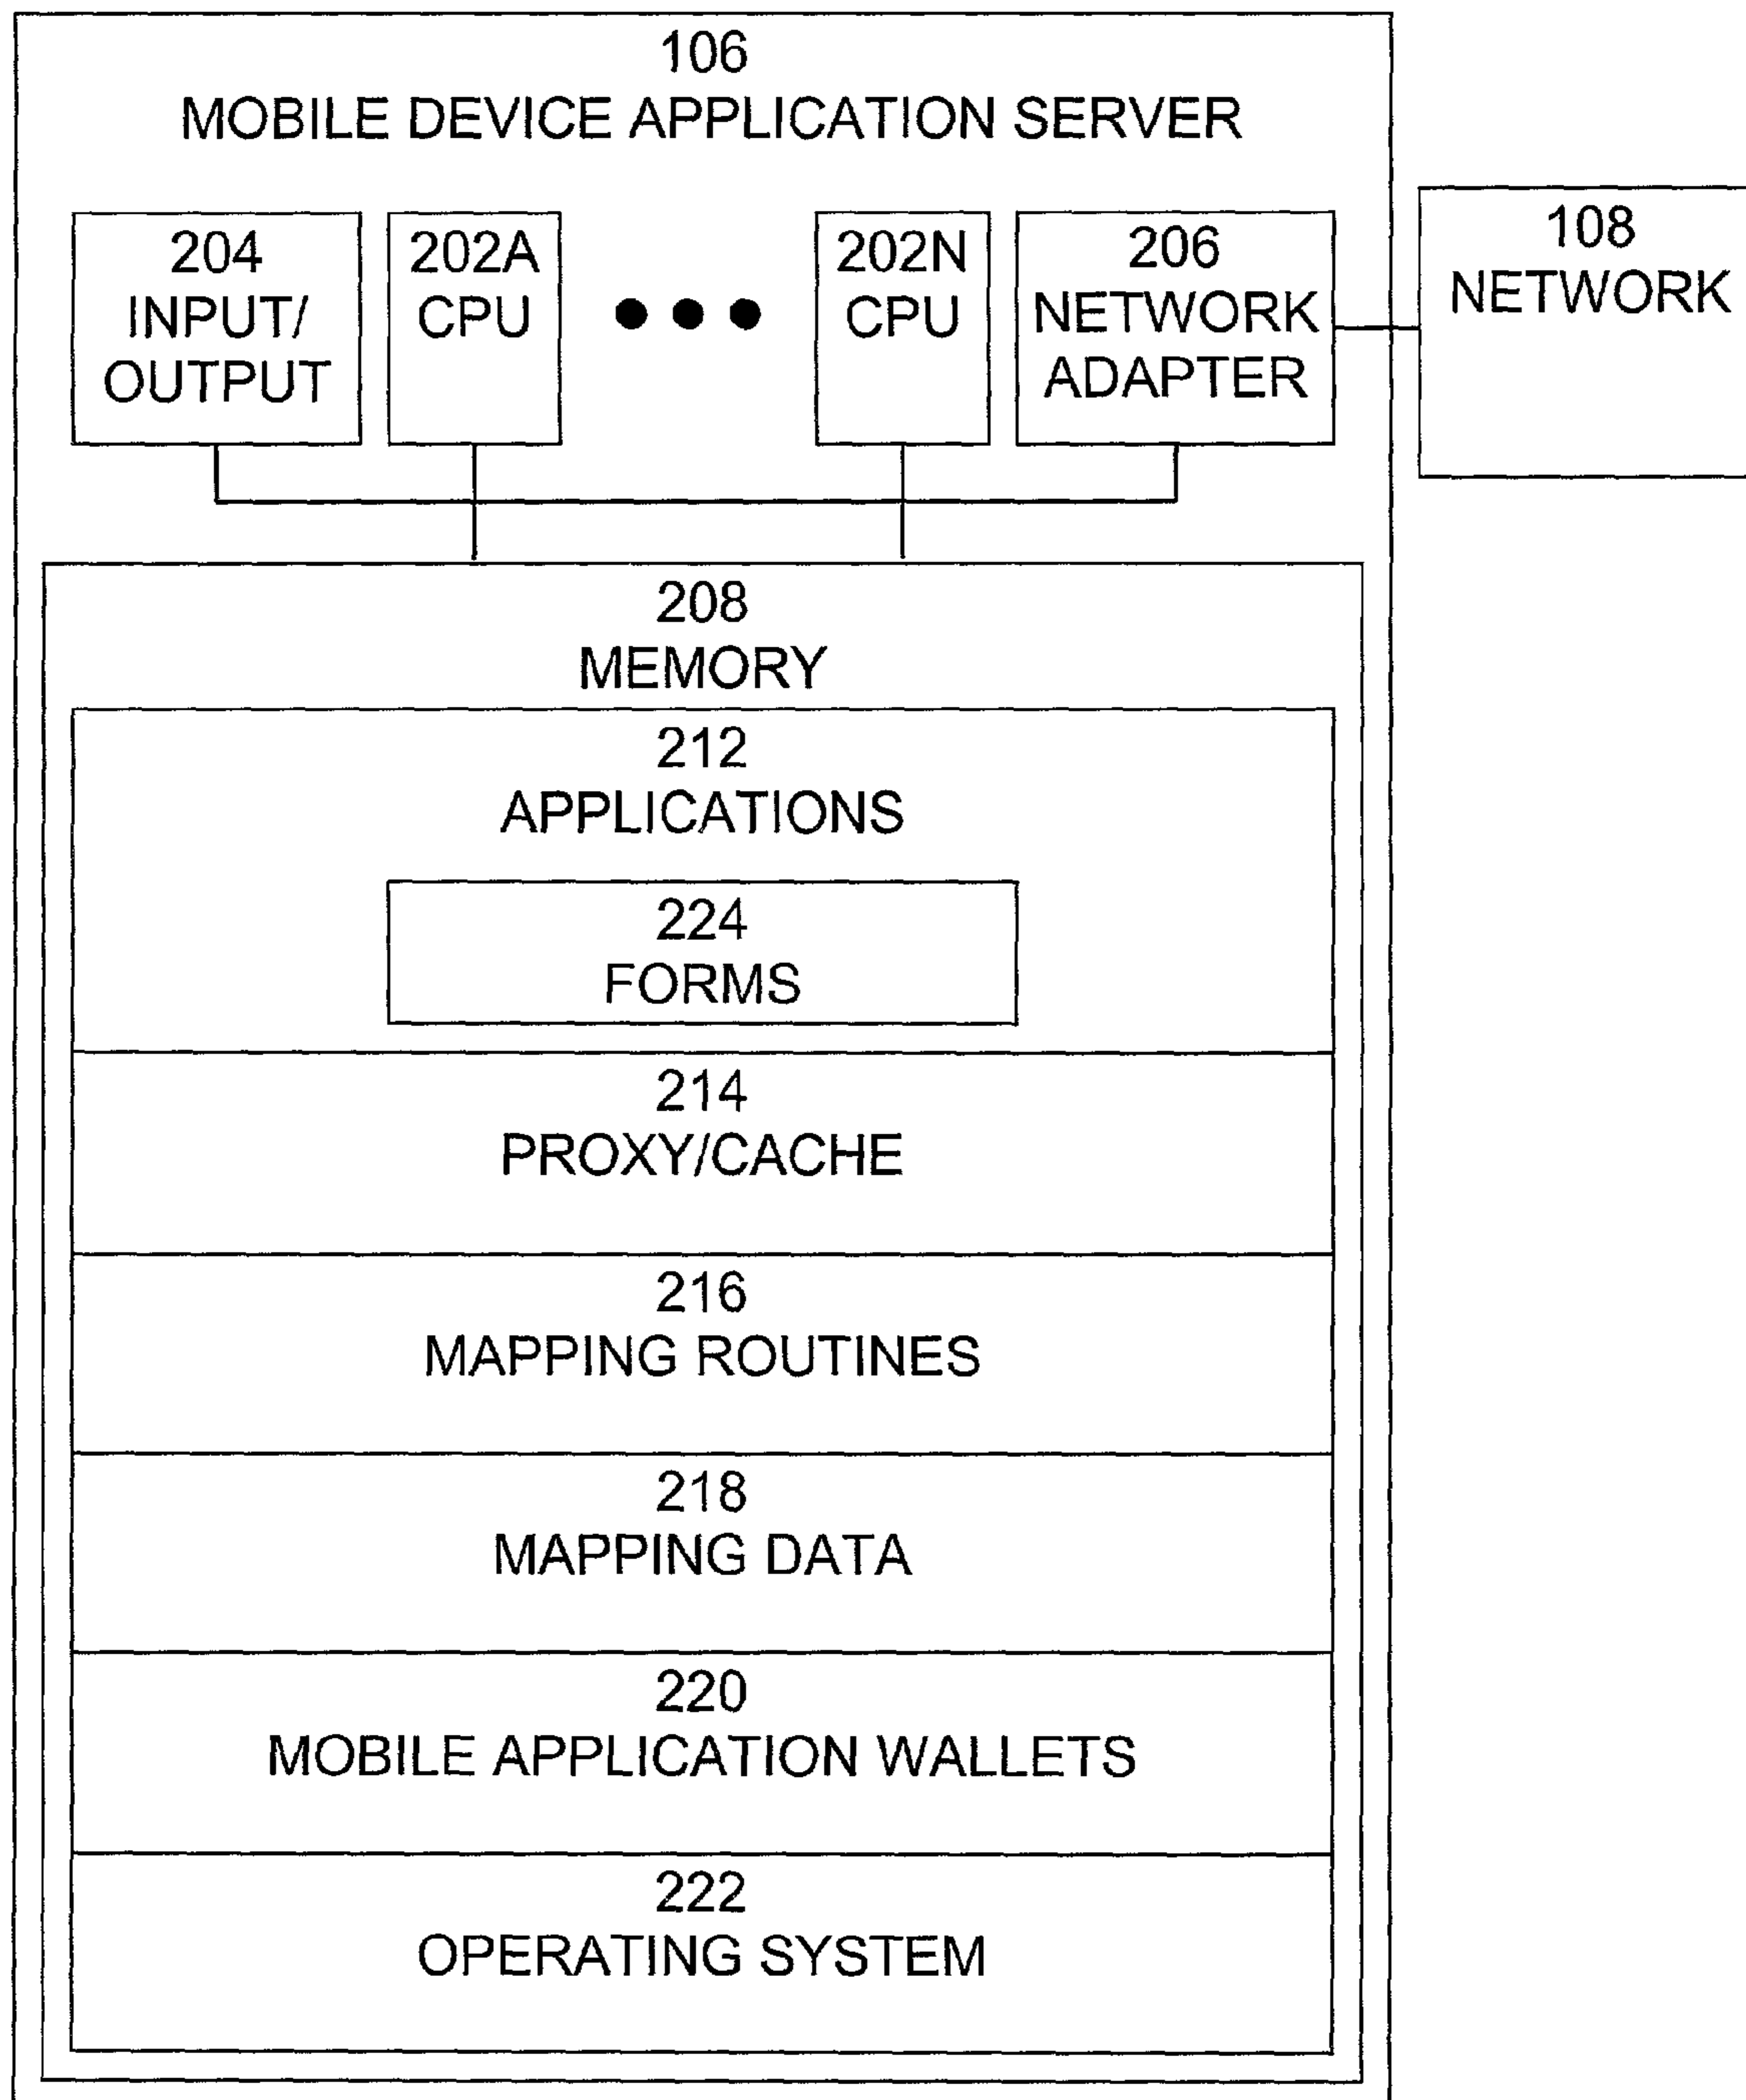 106
MOBILE DEVICE APPLICATION SERVER
204
INPUT/
OUTPUT
202A
CPU
202N
CPU
206
NETWORK
ADAPTER
108
NETWORK
208
MEMORY
212
APPLICATIONS
224
FORMS
214
PROXY/CACHE
216
MAPPING ROUTINES
218
MAPPING DATA
220
MOBILE APPLICATION WALLETS
222
OPERATING SYSTEM